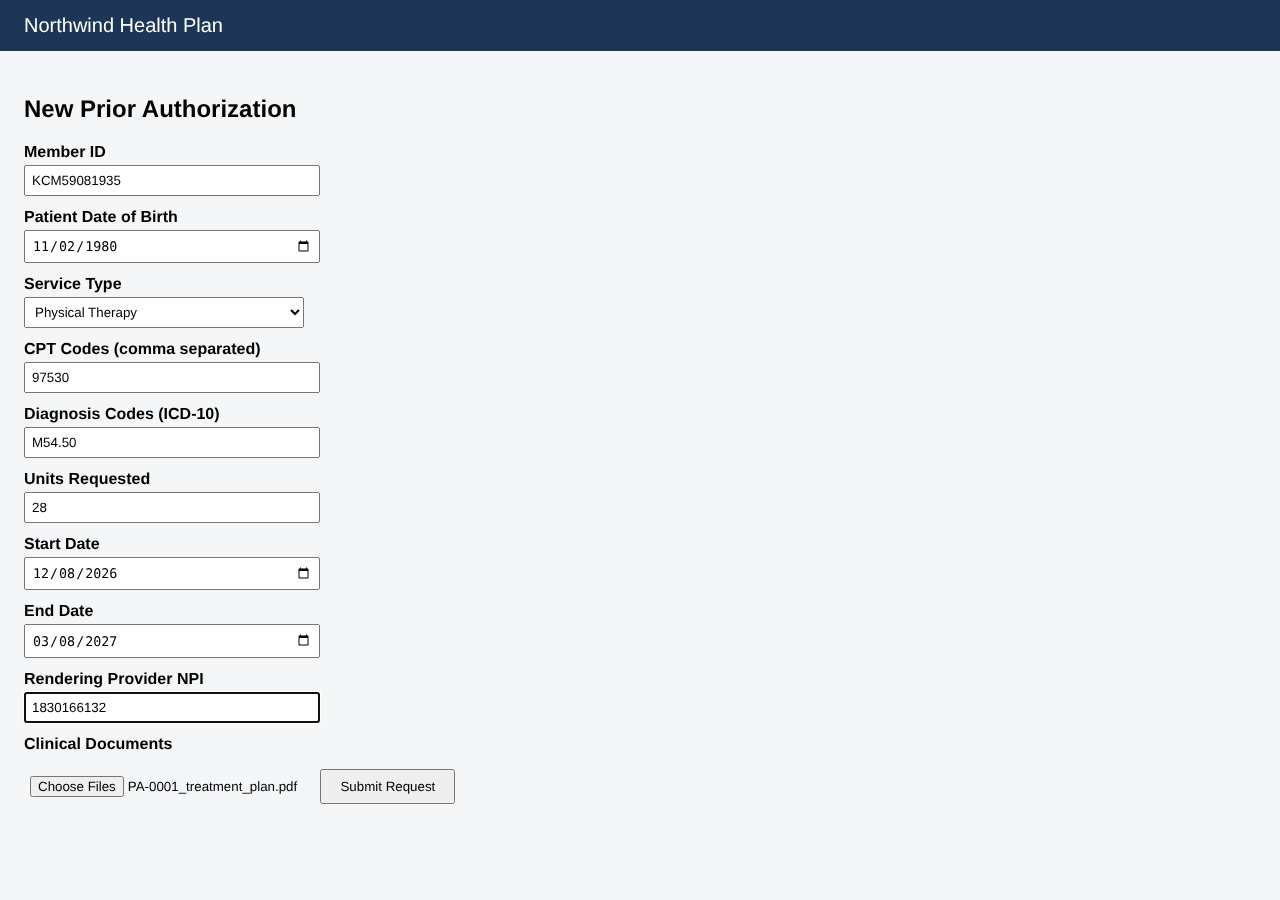 Northwind Health Plan
New Prior Authorization
Member ID
KCM59081935
Patient Date of Birth
11/02/1980
Service Type
Physical Therapy
CPT Codes (comma separated)
97530
Diagnosis Codes (ICD-10)
M54.50
Units Requested
28
Start Date
12/08/2026
End Date
03/08/2027
Rendering Provider NPI
1830166132
Clinical Documents
Choose Files PA-0001_treatment_plan.pdf Submit Request